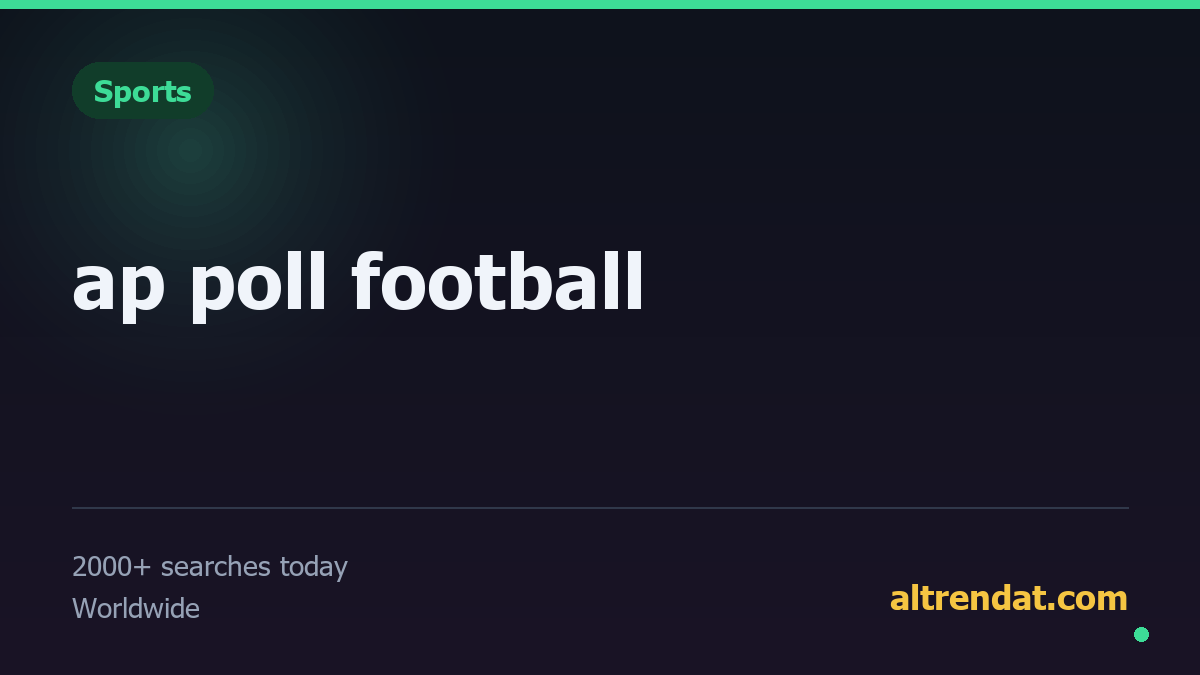 Sports
ap poll football
2000+ searches today
Worldwide
altrendat.com